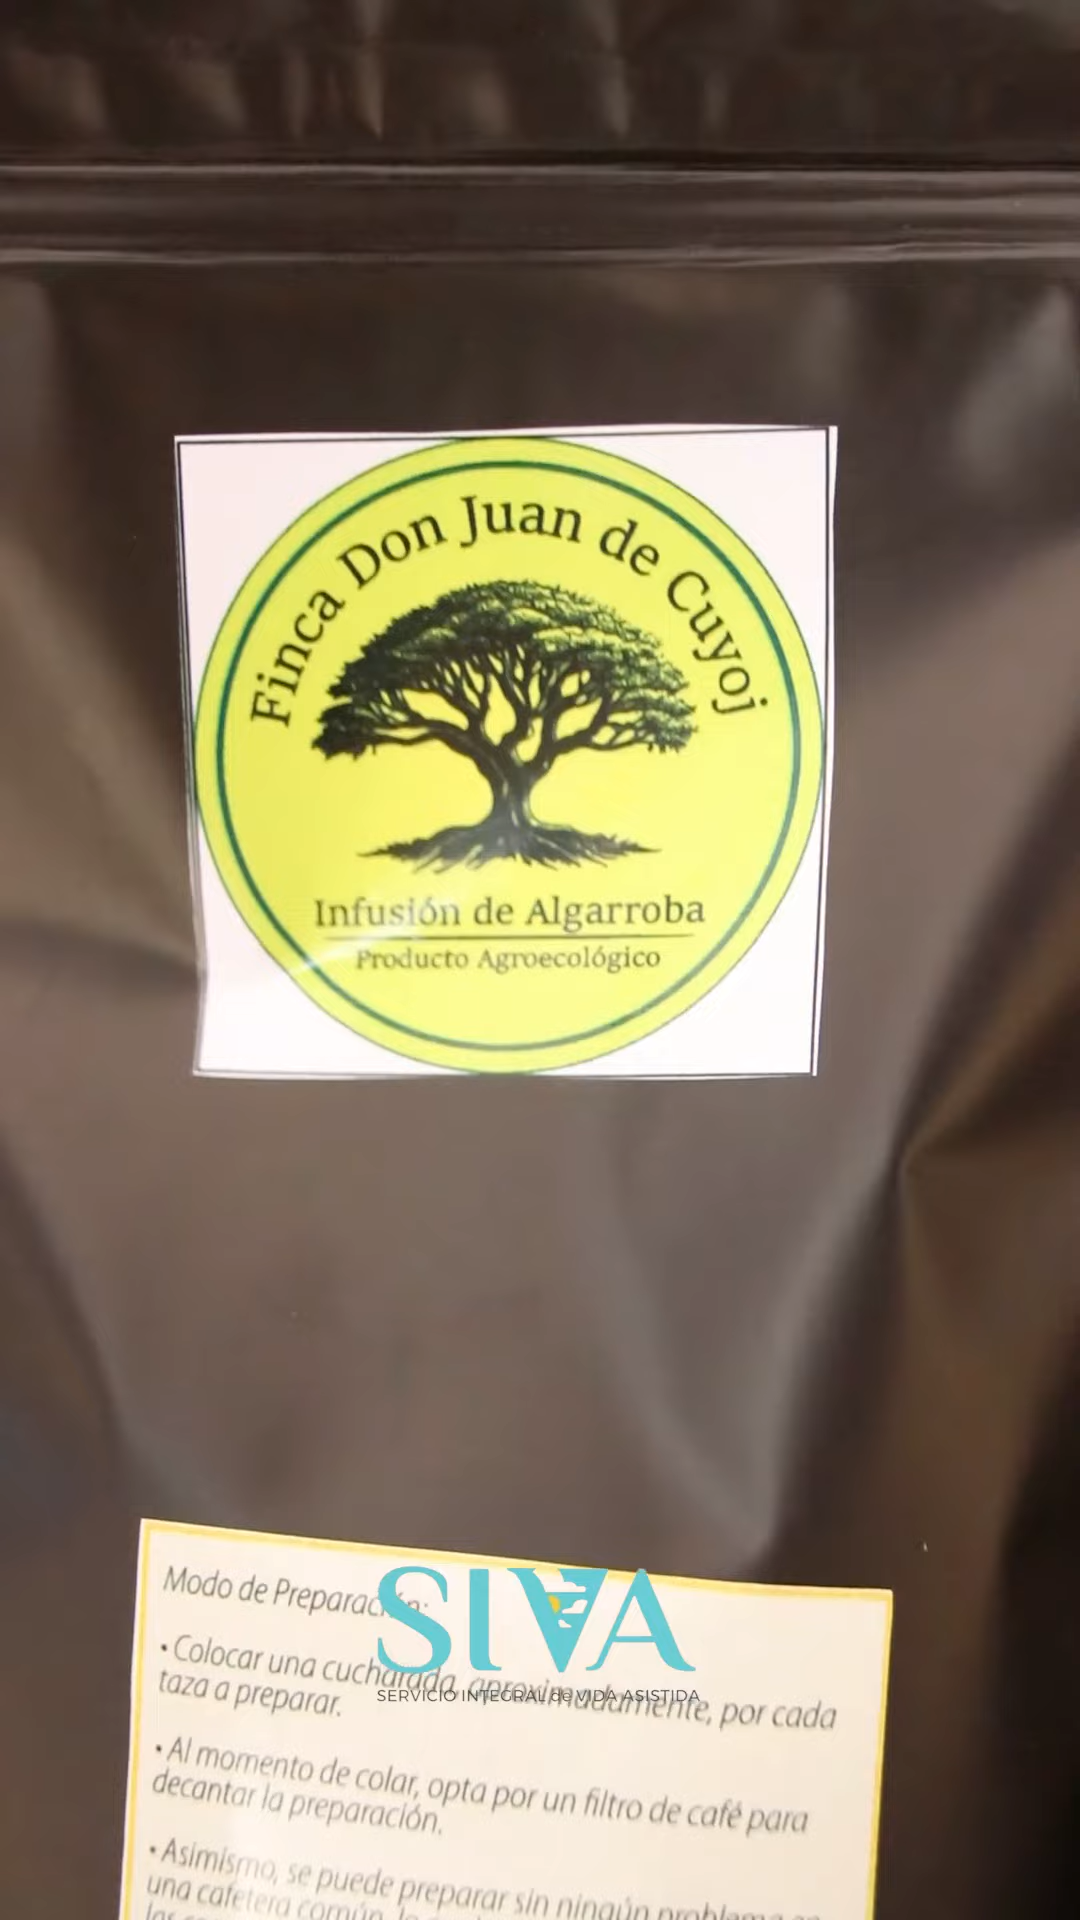 Finca Don Juan de Cuyoj
Infusión de Algarroba
Producto Agroecológico
Modo de Preparación:
• Colocar una cucharada, aproximadamente, por cada
taza a preparar.
• Al momento de colar, opta por un filtro de café para
decantar la preparación.
• Asimismo, se puede preparar sin ningún problema en
una cafetera común,
SIVA
SERVICIO INTEGRAL de VIDA ASISTIDA